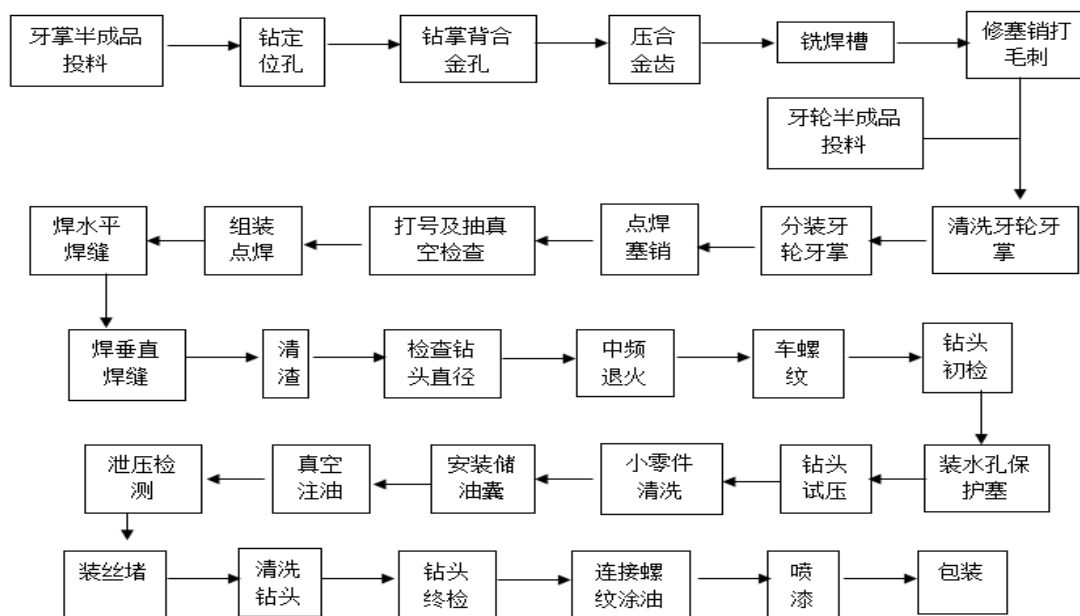 牙掌半成品
投料
钻定
位孔
钻掌背合
金孔
压合
金齿
铣焊槽
修塞销打
毛刺
牙轮半成品
投料
焊水平
焊缝
组装
点焊
打号及抽真
空检查
点焊
塞销
分装牙
轮牙掌
清洗牙轮牙
掌
焊垂直
焊缝
清
渣
检查钻
头直径
中频
退火
车螺
纹
钻头
初检
泄压检
测
真空
注油
安装储
油囊
小零件
清洗
钻头
试压
装水孔保
护塞
装丝堵
清洗
钻头
钻头
终检
连接螺
纹涂油
喷
漆
包装